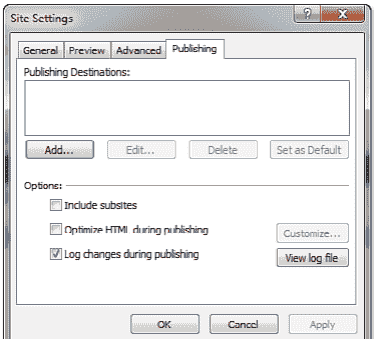 Site Settings
General Preview Advanced Publishing
Publishing Destinations:
Add... Edit... Delete Set as Default
Options:
Include subsites
Optimize HTML during publishing
Customize...
Log changes during publishing
View log file
OK Cancel Apply